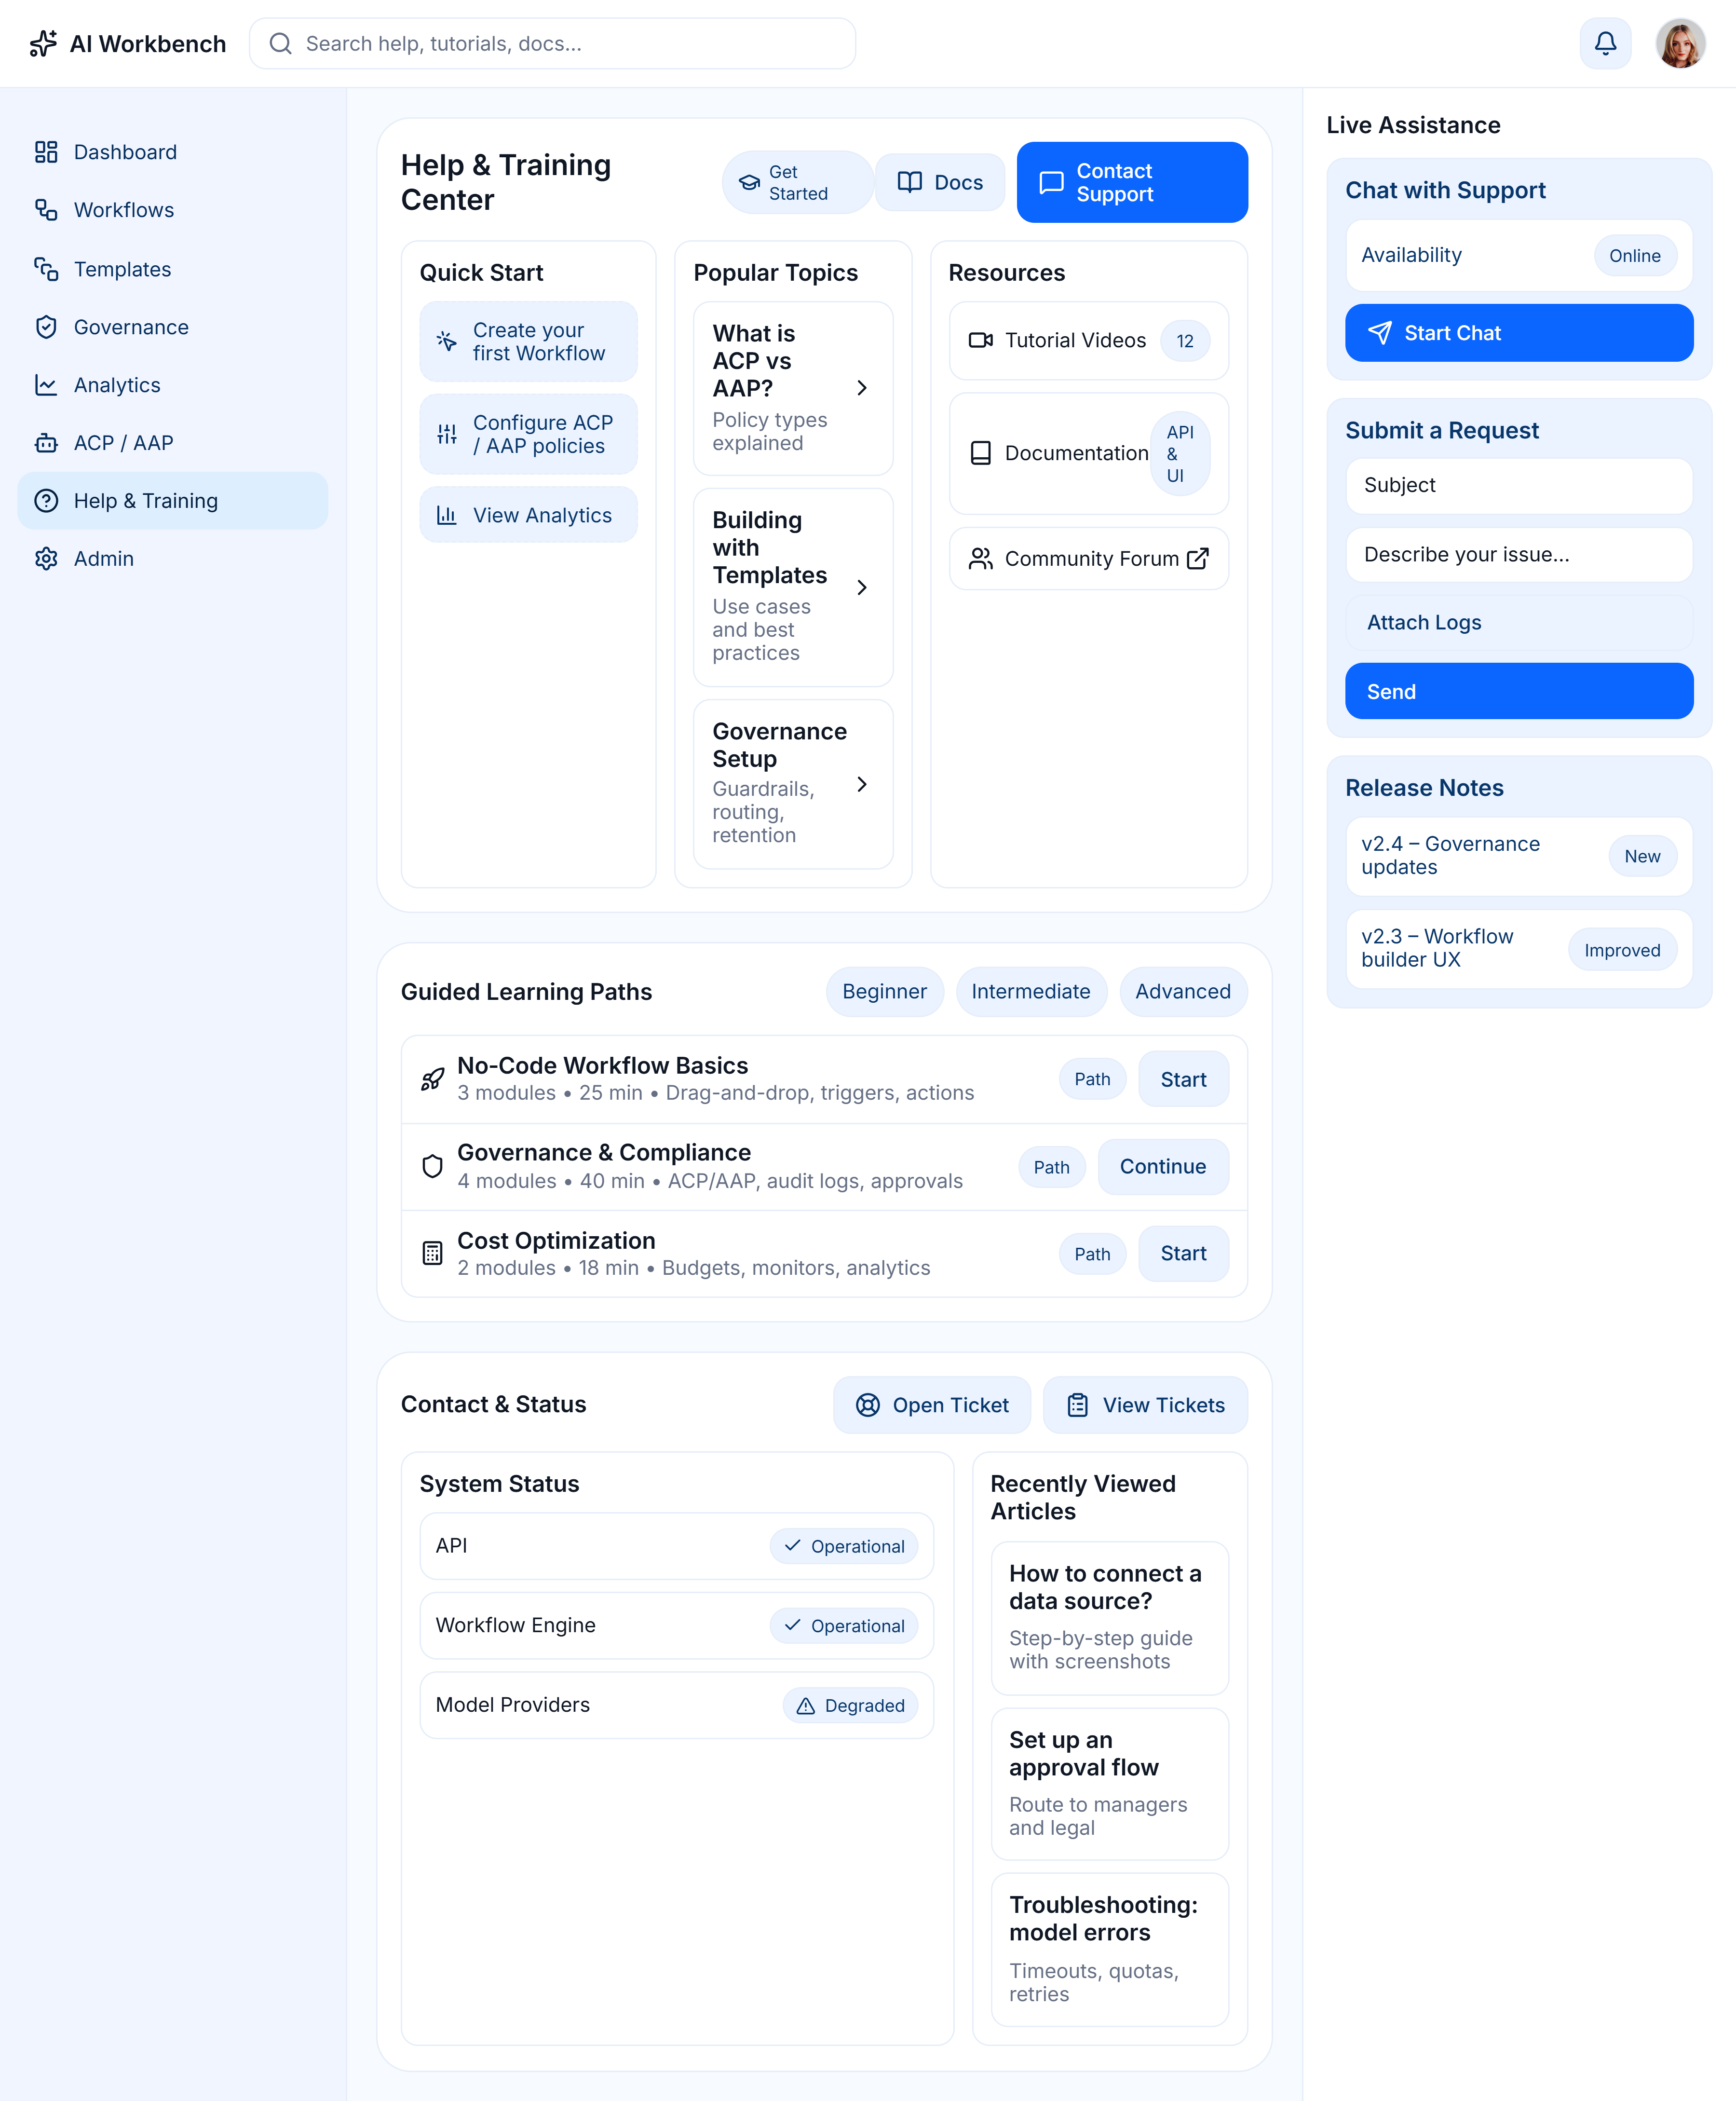 AI Workbench
Search help, tutorials, docs...
Dashboard
Workflows
Templates
Governance
Analytics
ACP / AAP
Help & Training
Admin
Help & Training
Center
Get
Started
Docs
Contact
Support
Quick Start
Create your
first Workflow
Configure ACP
/ AAP policies
View Analytics
Popular Topics
What is
ACP vs
AAP?
Policy types
explained
Building
with
Templates
Use cases
and best
practices
Governance
Setup
Guardrails,
routing,
retention
Resources
Tutorial Videos
12
Documentation
API
&
UI
Community Forum
Guided Learning Paths
Beginner
Intermediate
Advanced
No-Code Workflow Basics
3 modules • 25 min • Drag-and-drop, triggers, actions
Path
Start
Governance & Compliance
4 modules • 40 min • ACP/AAP, audit logs, approvals
Path
Continue
Cost Optimization
2 modules • 18 min • Budgets, monitors, analytics
Path
Start
Contact & Status
Open Ticket
View Tickets
System Status
API
Operational
Workflow Engine
Operational
Model Providers
Degraded
Recently Viewed
Articles
How to connect a
data source?
Step-by-step guide
with screenshots
Set up an
approval flow
Route to managers
and legal
Troubleshooting:
model errors
Timeouts, quotas,
retries
Live Assistance
Chat with Support
Availability
Online
Start Chat
Submit a Request
Subject
Describe your issue...
Attach Logs
Send
Release Notes
v2.4 – Governance
updates
New
v2.3 – Workflow
builder UX
Improved